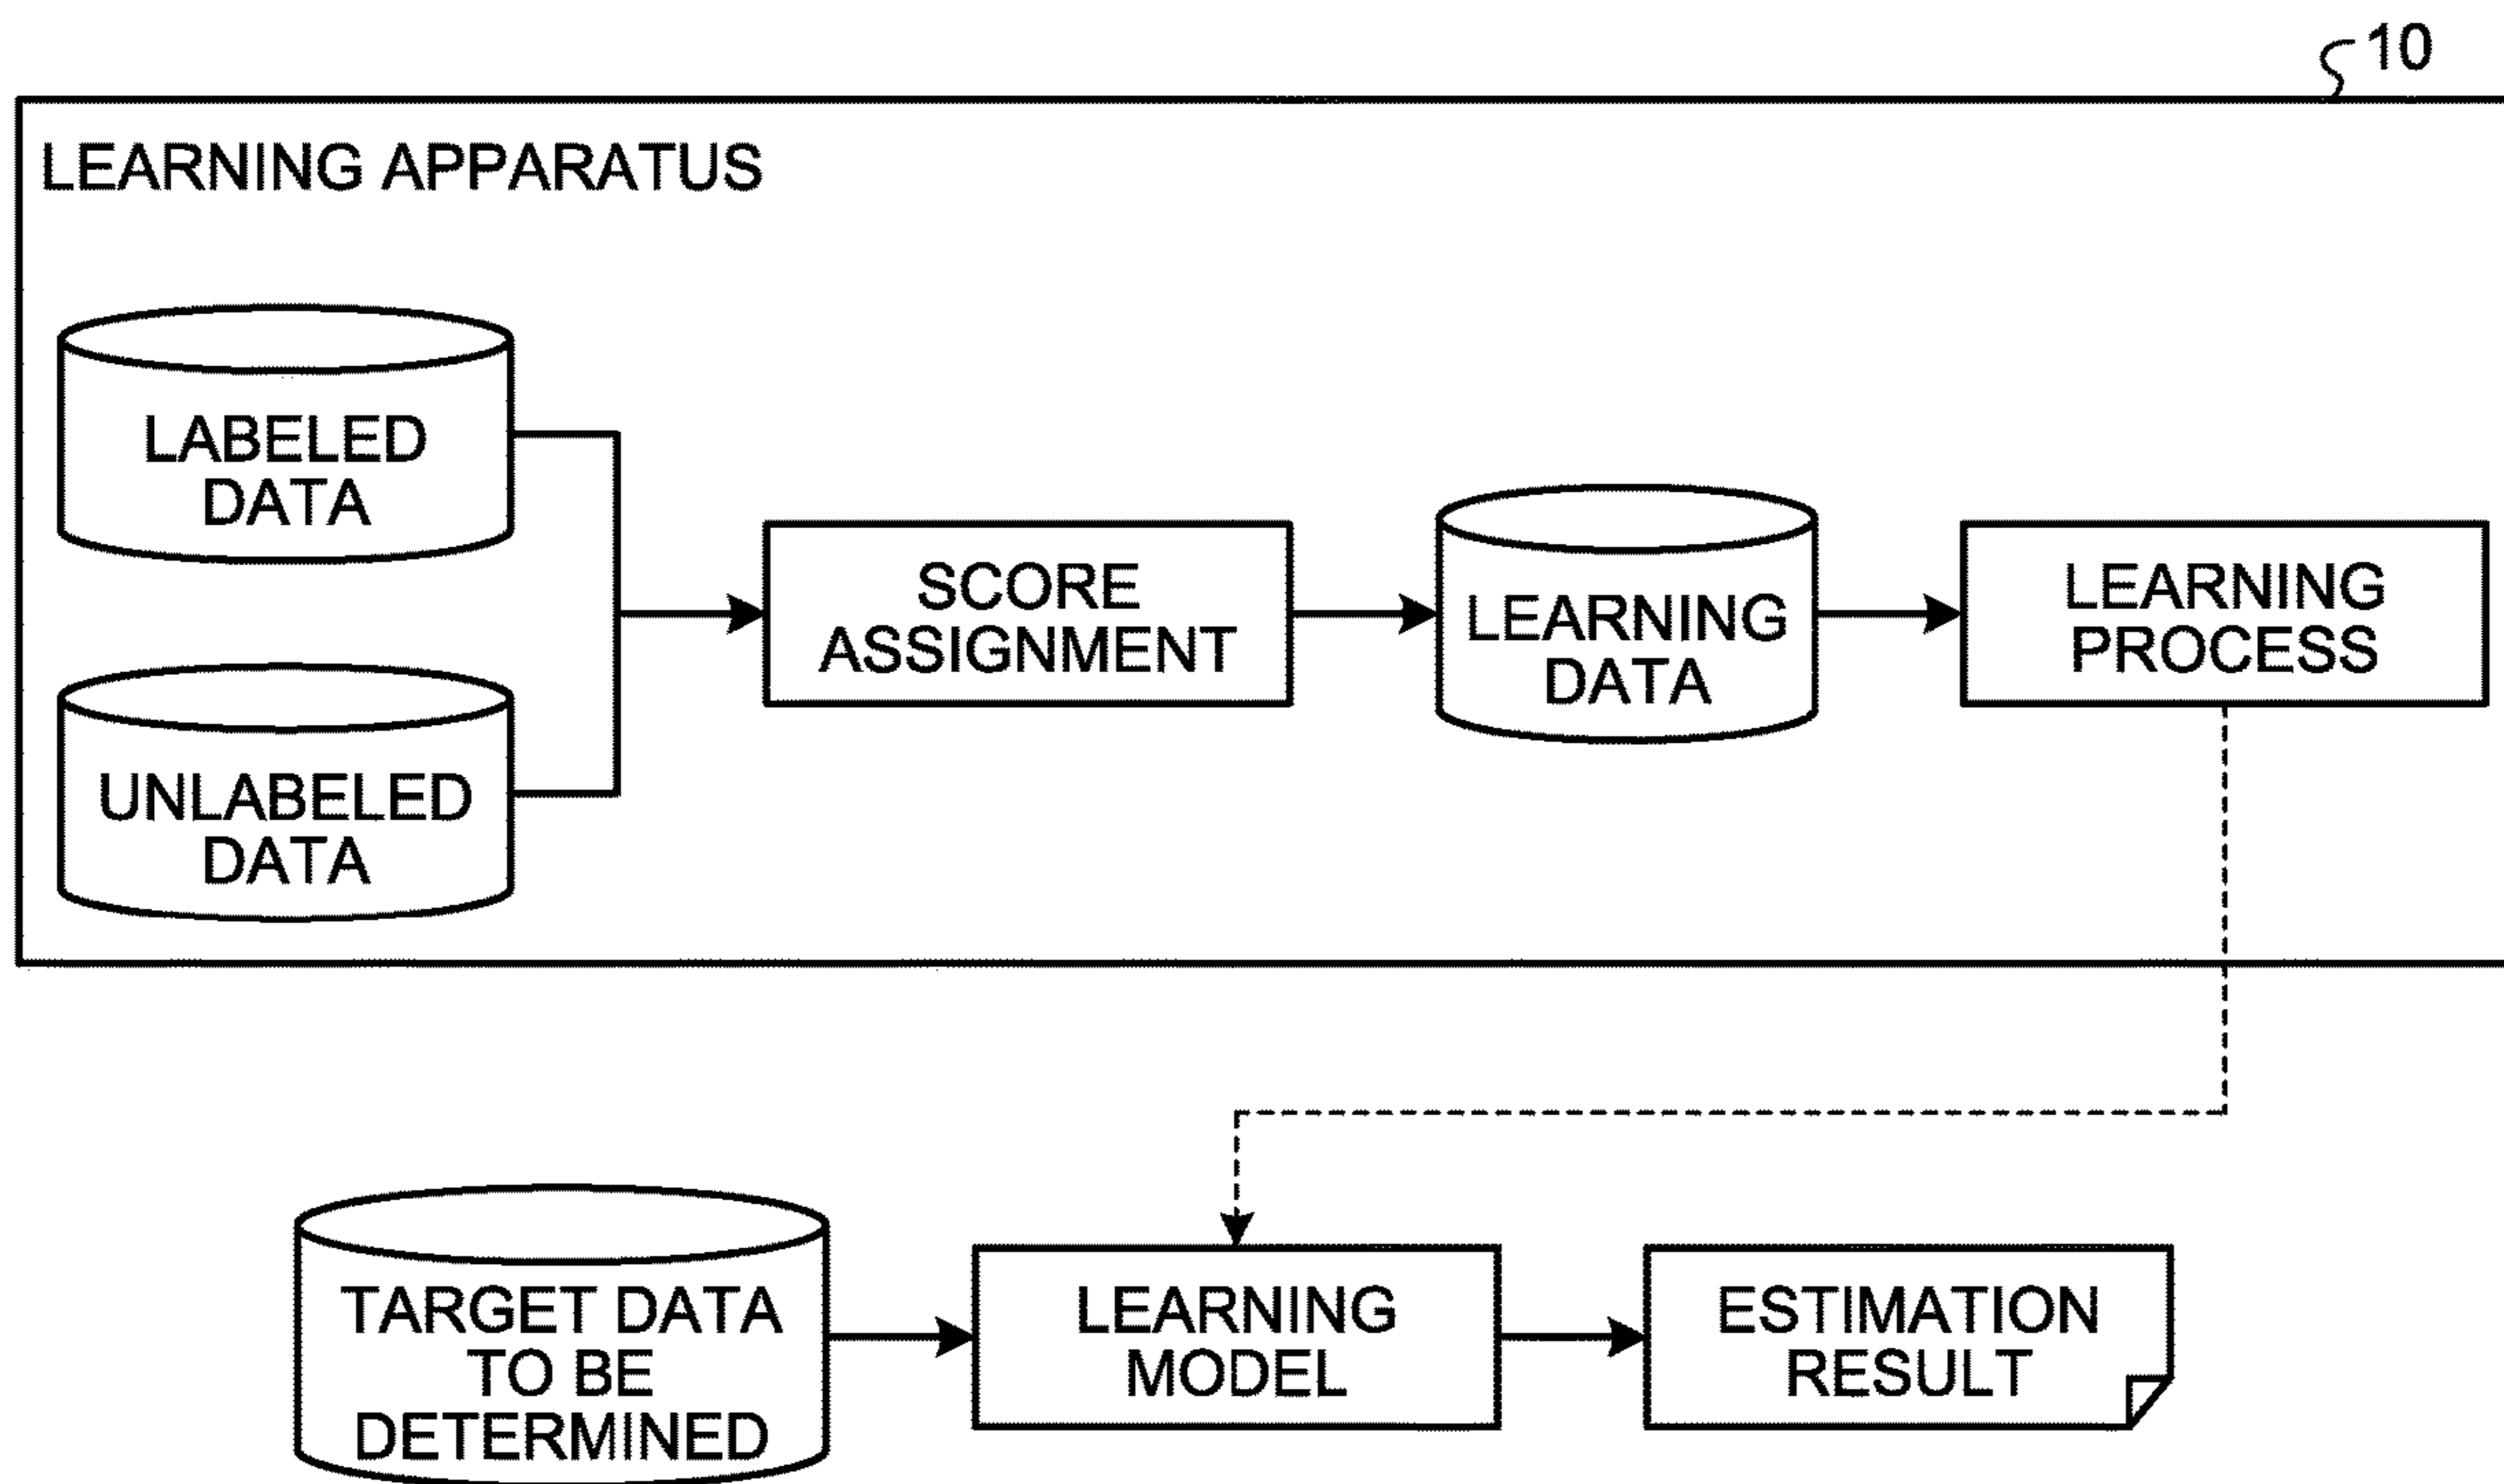 10
LEARNING APPARATUS
LABELED
DATA
UNLABELED
DATA
SCORE
ASSIGNMENT
LEARNING
DATA
LEARNING
PROCESS
TARGET DATA
TO BE
DETERMINED
LEARNING
MODEL
ESTIMATION
RESULT